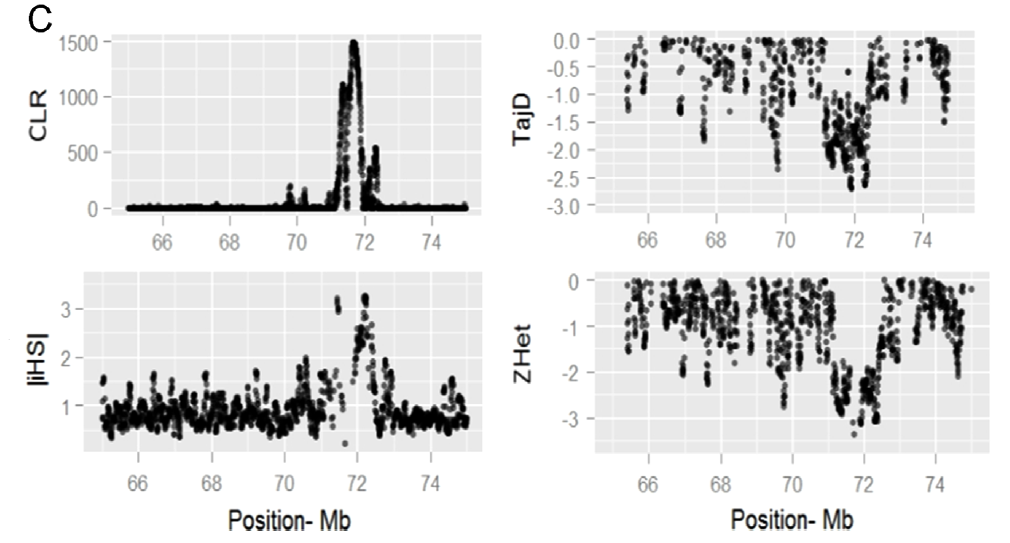 C
CLR
1500
1000
500
0
66 68 70 72 74
TajD
0.0
-0.5
-1.0
-1.5
-2.0
-2.5
-3.0
66 68 70 72 74
|iHS|
3
2
1
66 68 70 72 74
Position- Mb
ZHet
0
-1
-2
-3
66 68 70 72 74
Position- Mb